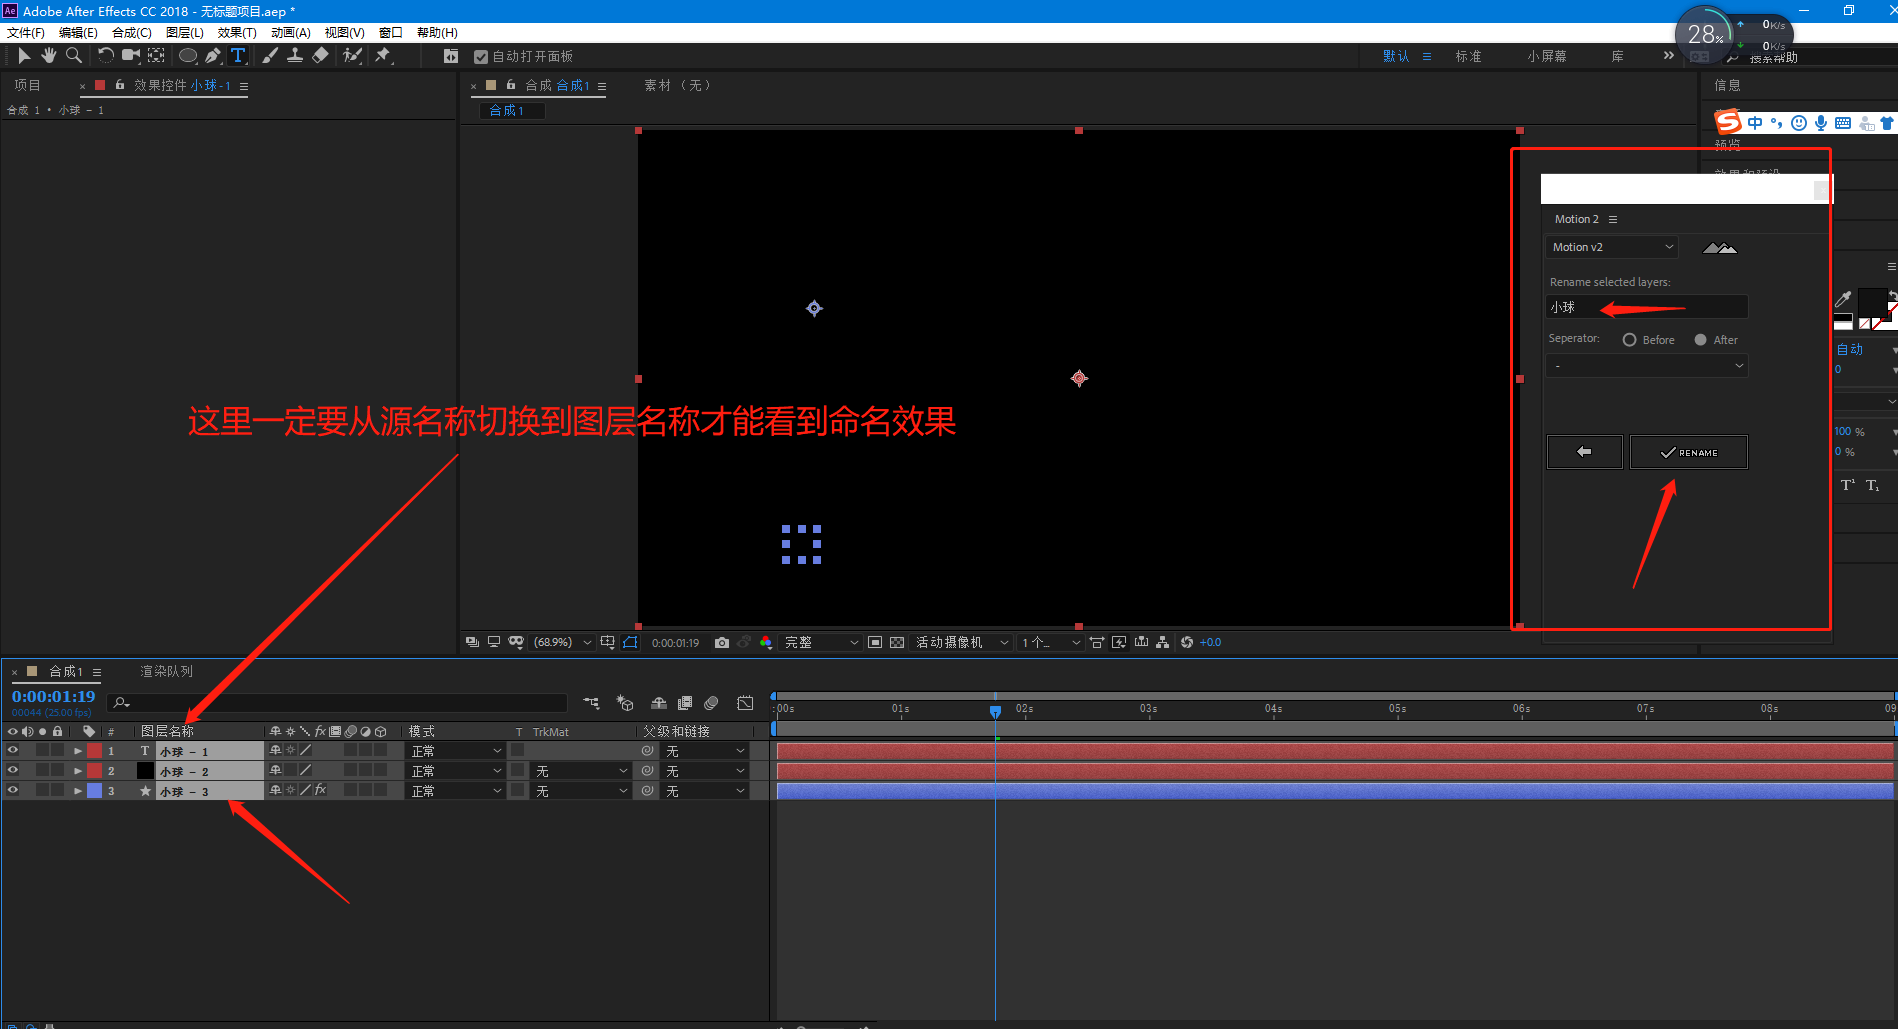 Ae Adobe After Effects CC 2018 - 无标题项目.aep *
文件(F) 编辑(E) 合成(C) 图层(L) 效果(T) 动画(A) 视图(V) 窗口 帮助(H)
28% 0K/s
0K/s
自动打开面板
默认 标准 小屏幕 库 >> 搜索帮助
项目 × 效果控件 小球-1
× 合成 合成1 素材 （无） 信息
合成 1 • 小球 - 1
合成1
中
预览
效果和预设
Motion 2
Motion v2
Rename selected layers:
小球
Seperator: Before After
-
自动
0
这里一定要从源名称切换到图层名称才能看到命名效果
100 %
0 %
RENAME
(68.9%) 0:00:01:19 完整 活动摄像机 1 个... +0.0
× 合成1 渲染队列
0:00:01:19
00044 (25.00 fps)
:00s 01s 02s 03s 04s 05s 06s 07s 08s 09
# 图层名称 fx 模式 T TrkMat 父级和链接
1 T 小球 - 1 正常 无
2 小球 - 2 正常 无 无
3 小球 - 3 fx 正常 无 无